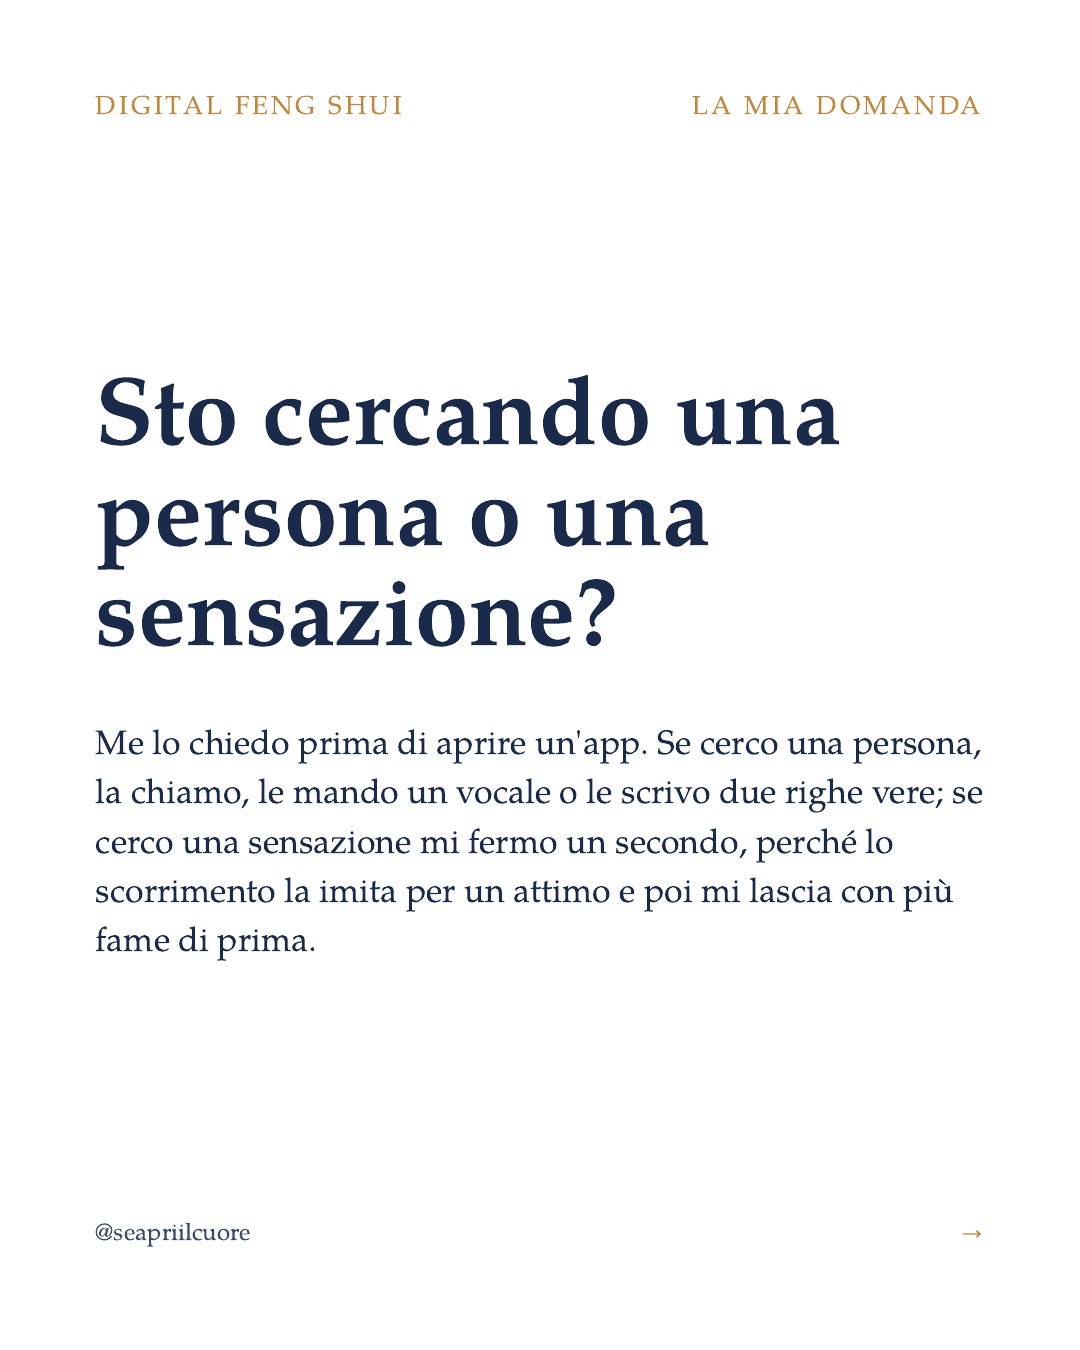 DIGITAL FENG SHUI
LA MIA DOMANDA
Sto cercando una
persona o una
sensazione?
Me lo chiedo prima di aprire un'app. Se cerco una persona,
la chiamo, le mando un vocale o le scrivo due righe vere; se
cerco una sensazione mi fermo un secondo, perché lo
scorrimento la imita per un attimo e poi mi lascia con più
fame di prima.
@seapriilcuore
→